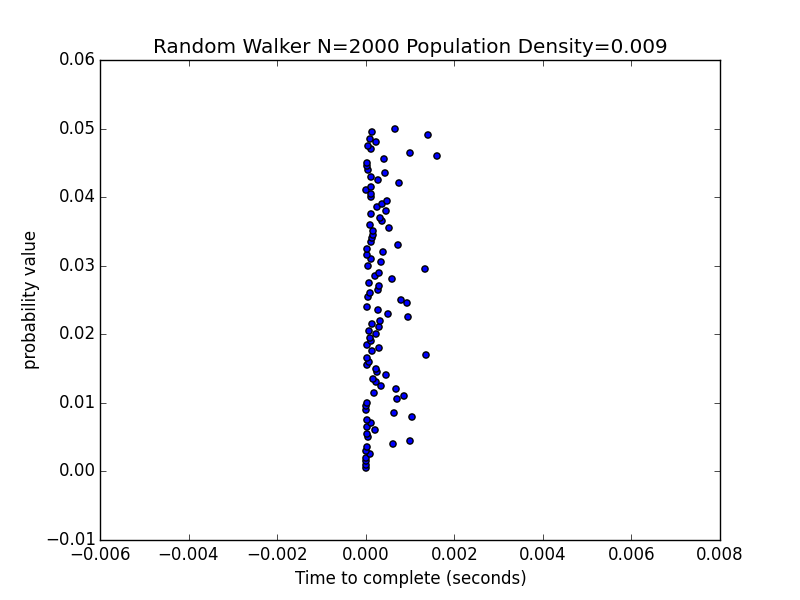 Random Walker N=2000 Population Density=0.009
0.06
0.05
0.04
0.03
0.02
0.01
0.00
−0.01
probability value
−0.006 −0.004 −0.002 0.000 0.002 0.004 0.006 0.008
Time to complete (seconds)